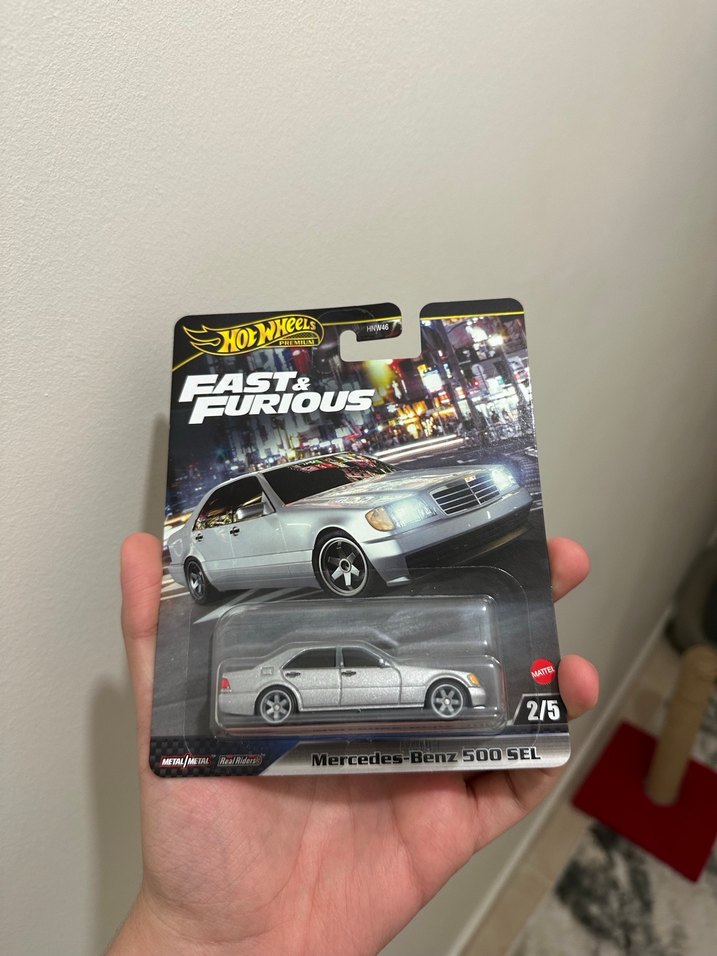 HOT WHEELS
PREMIUM
HNW46
FAST &
FURIOUS
MATTEL
2/5
METAL/METAL
Real Riders
Mercedes-Benz 500 SEL